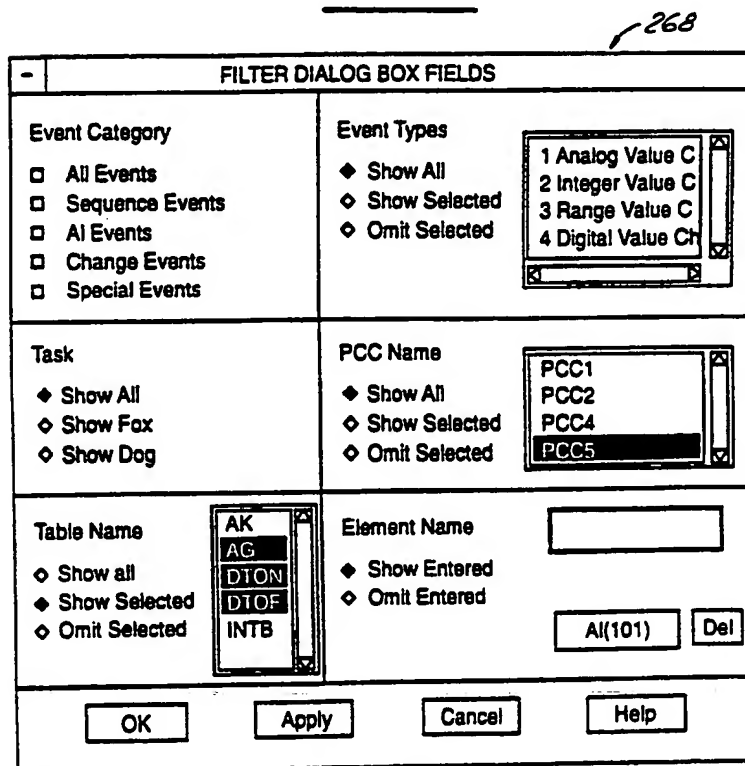 268
FILTER DIALOG BOX FIELDS
Event Category
All Events
Sequence Events
AI Events
Change Events
Special Events
Event Types
Show All
Show Selected
Omit Selected
1 Analog Value C
2 Integer Value C
3 Range Value C
4 Digital Value Ch
Task
Show All
Show Fox
Show Dog
PCC Name
Show All
Show Selected
Omit Selected
PCC1
PCC2
PCC4
PCC5
Table Name
Show all
Show Selected
Omit Selected
AK
AG
DTON
DTOF
INTB
Element Name
Show Entered
Omit Entered
AI(101)
Del
OK
Apply
Cancel
Help